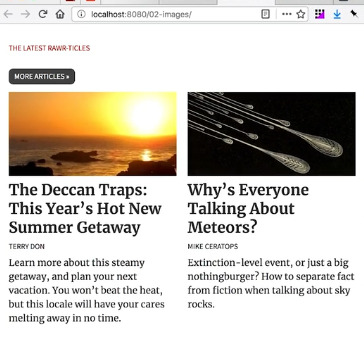 localhost:8080/02-images/
THE LATEST RAWR-TICLES
MORE ARTICLES »
The Deccan Traps:
This Year’s Hot New
Summer Getaway
TERRY DON
Learn more about this steamy
getaway, and plan your next
vacation. You won’t beat the heat,
but this locale will have your cares
melting away in no time.
Why’s Everyone
Talking About
Meteors?
MIKE CERATOPS
Extinction-level event, or just a big
nothingburger? How to separate fact
from fiction when talking about sky
rocks.